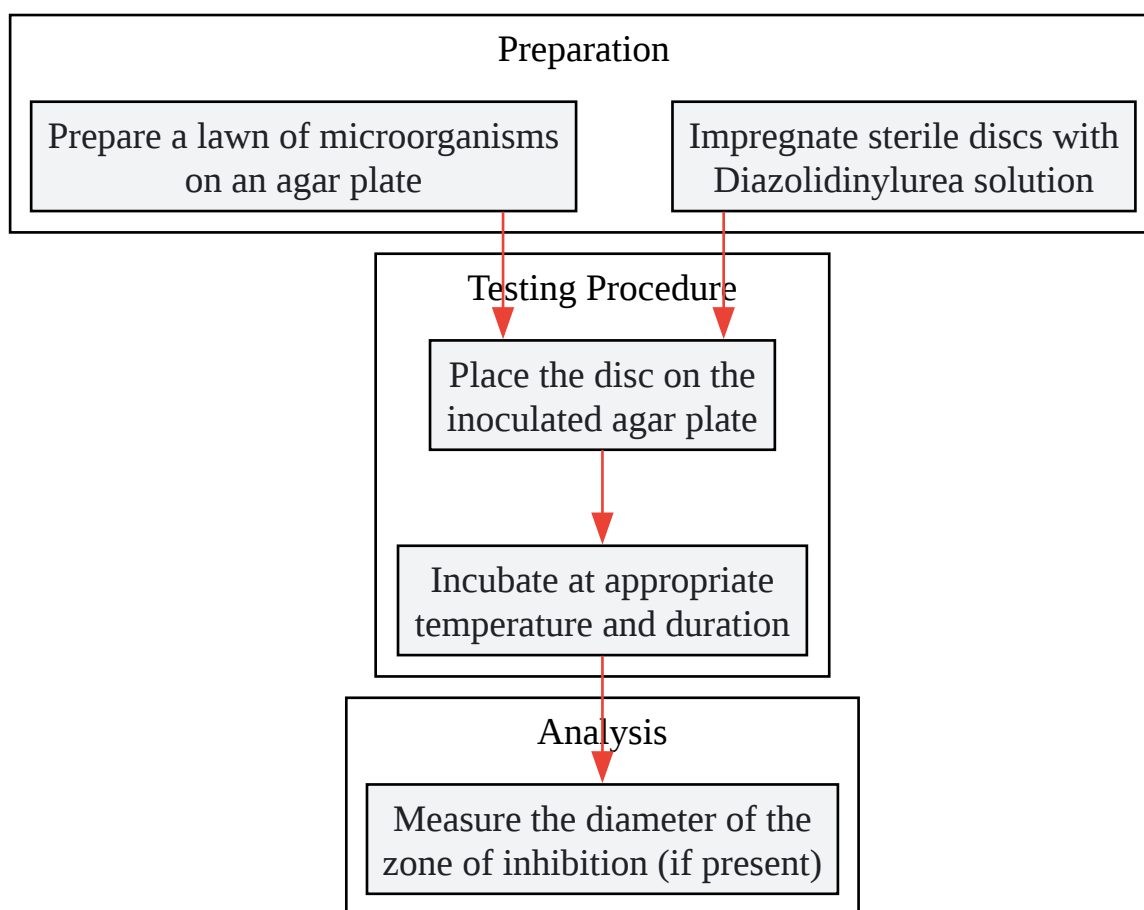 Preparation
Prepare a lawn of microorganisms
on an agar plate
Impregnate sterile discs with
Diazolidinylurea solution
Testing Procedure
Place the disc on the
inoculated agar plate
Incubate at appropriate
temperature and duration
Analysis
Measure the diameter of the
zone of inhibition (if present)